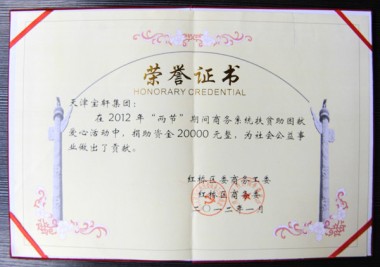 荣誉证书
HONORARY CREDENTIAL
天津宝轩集团：
在2012年“两节”期间商务系统扶贫助困献
爱心活动中，捐助资金20000元整，为社会公益事
业做出了贡献。
红桥区委商务工委
红桥区商务委
二〇一二年一月